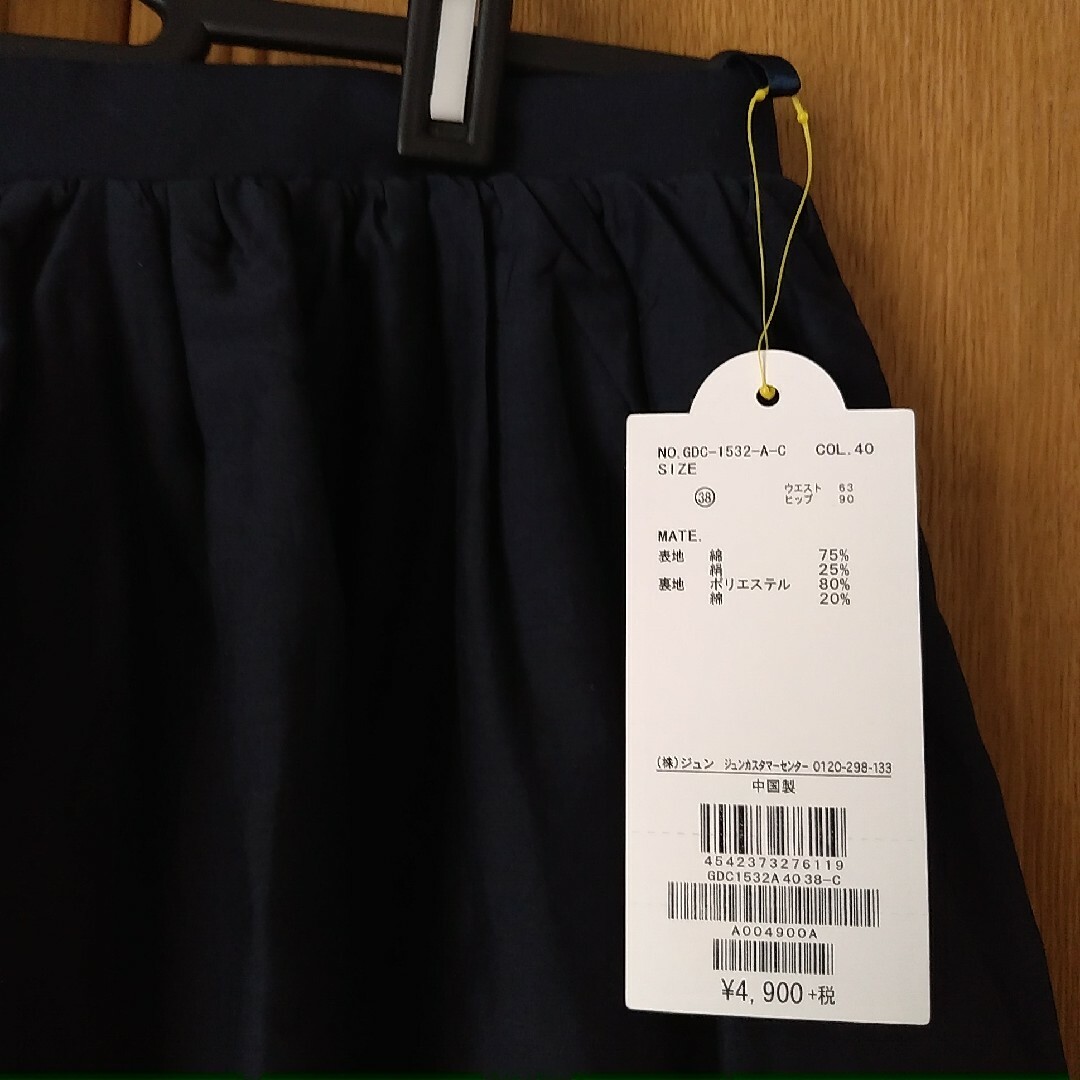 NO.GDC-1532-A-C COL.40
SIZE
㊳ ウエスト 63
ヒップ 90
MATE.
表地 綿 75%
絹 25%
裏地 ポリエステル 80%
綿 20%
(株)ジュン ジュンカスタマーセンター 0120-298-133
中国製
4542373276119
GDC1532A4038-C
A004900A
¥4,900+税